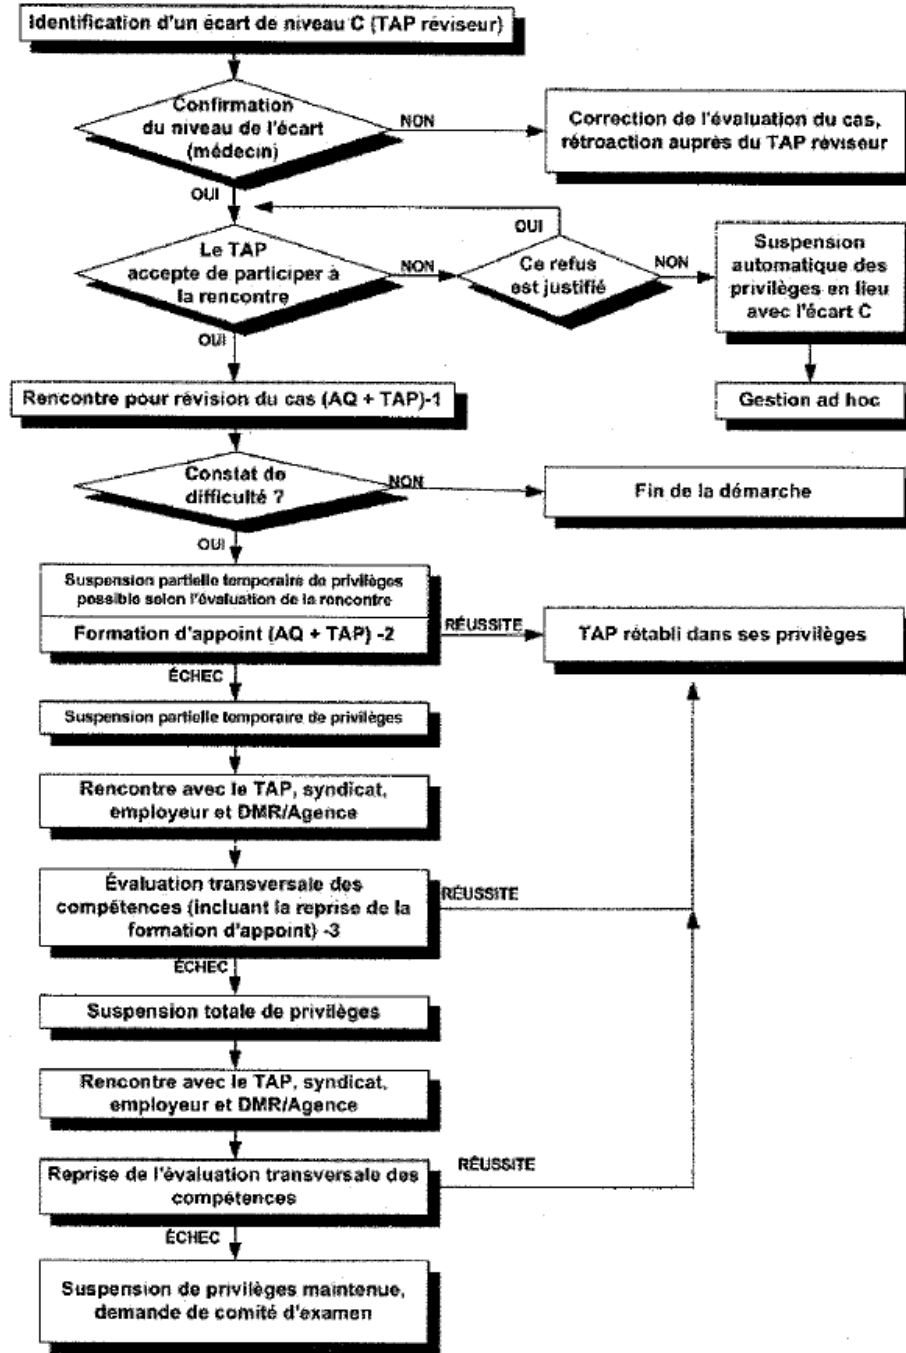 Identification d'un écart de niveau C (TAP réviseur)
Confirmation
du niveau de l'écart
(médecin)
NON
Correction de l'évaluation du cas,
rétroaction auprès du TAP réviseur
OUI
Le TAP
accepte de participer à
la rencontre
NON
OUI
Ce refus
est justifié
NON
Suspension
automatique des
privilèges en lieu
avec l'écart C
OUI
Rencontre pour révision du cas (AQ + TAP)-1
Gestion ad hoc
Constat de
difficulté ?
NON
Fin de la démarche
OUI
Suspension partielle temporaire de privilèges
possible selon l'évaluation de la rencontre
Formation d'appoint (AQ + TAP) -2
RÉUSSITE
TAP rétabli dans ses privilèges
ÉCHEC
Suspension partielle temporaire de privilèges
Rencontre avec le TAP, syndicat,
employeur et DMR/Agence
Évaluation transversale des
compétences (incluant la reprise de la
formation d'appoint) -3
RÉUSSITE
ÉCHEC
Suspension totale de privilèges
Rencontre avec le TAP, syndicat,
employeur et DMR/Agence
Reprise de l'évaluation transversale des
compétences
RÉUSSITE
ÉCHEC
Suspension de privilèges maintenue,
demande de comité d'examen